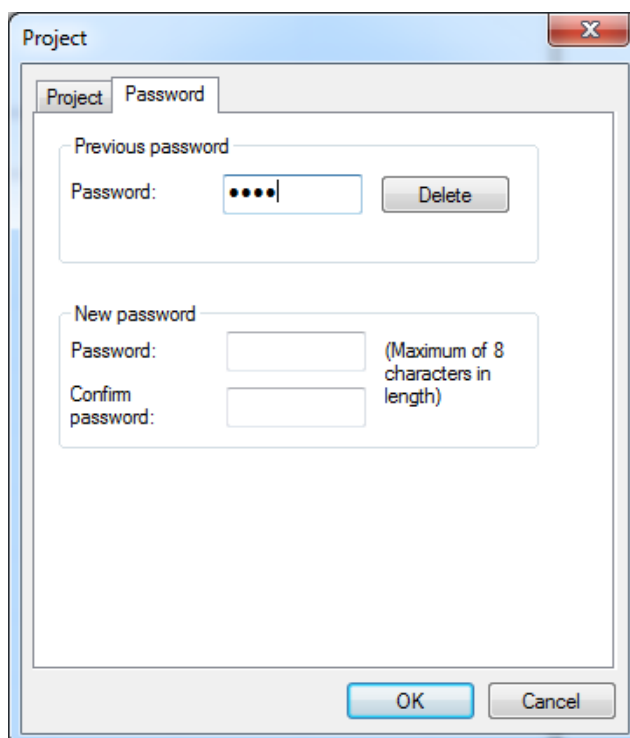 Project
Project Password
Previous password
Password: •••• Delete
New password
Password: (Maximum of 8
characters in
length)
Confirm
password:
OK Cancel